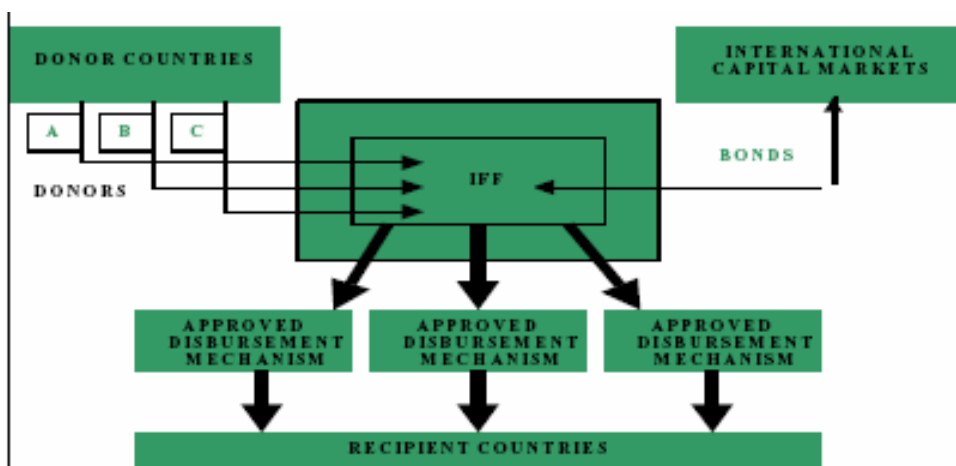 DONOR COUNTRIES
INTERNATIONAL
CAPITAL MARKETS
A
B
C
BONDS
IFF
DONORS
APPROVED
DISBURSEMENT
MECHANISM
APPROVED
DISBURSEMENT
MECHANISM
APPROVED
DISBURSEMENT
MECHANISM
RECIPIENT COUNTRIES